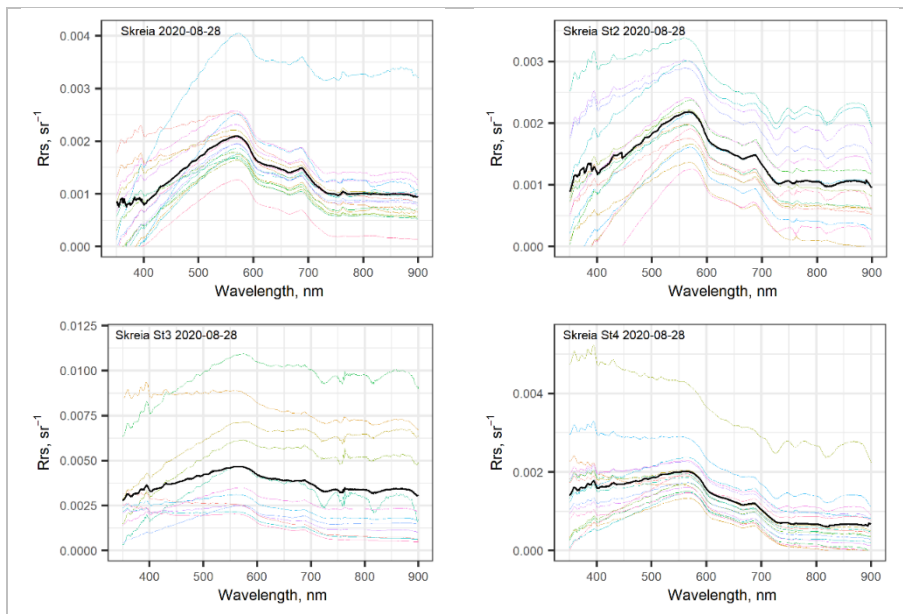 Skreia 2020-08-28
0.004
0.003
0.002
0.001
0.000
Rrs, sr⁻¹
400 500 600 700 800 900
Wavelength, nm
Skreia St2 2020-08-28
0.003
0.002
0.001
0.000
Rrs, sr⁻¹
400 500 600 700 800 900
Wavelength, nm
Skreia St3 2020-08-28
0.0125
0.0100
0.0075
0.0050
0.0025
0.0000
Rrs, sr⁻¹
400 500 600 700 800 900
Wavelength, nm
Skreia St4 2020-08-28
0.004
0.002
0.000
Rrs, sr⁻¹
400 500 600 700 800 900
Wavelength, nm